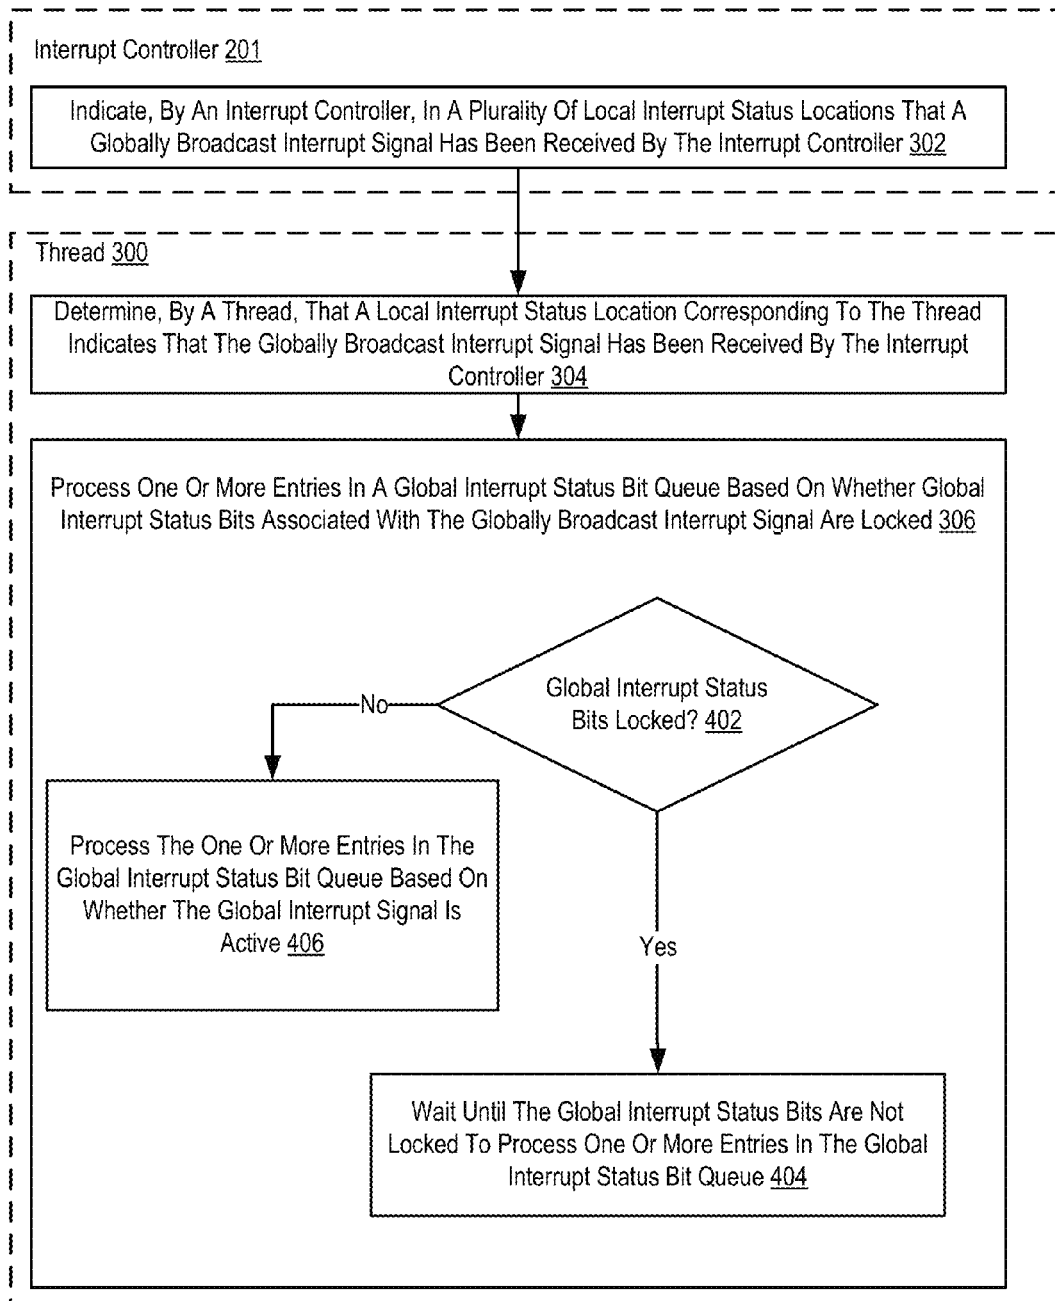 Interrupt Controller 201
Indicate, By An Interrupt Controller, In A Plurality Of Local Interrupt Status Locations That A
Globally Broadcast Interrupt Signal Has Been Received By The Interrupt Controller 302
Thread 300
Determine, By A Thread, That A Local Interrupt Status Location Corresponding To The Thread
Indicates That The Globally Broadcast Interrupt Signal Has Been Received By The Interrupt
Controller 304
Process One Or More Entries In A Global Interrupt Status Bit Queue Based On Whether Global
Interrupt Status Bits Associated With The Globally Broadcast Interrupt Signal Are Locked 306
Global Interrupt Status
Bits Locked? 402
No
Process The One Or More Entries In The
Global Interrupt Status Bit Queue Based On
Whether The Global Interrupt Signal Is
Active 406
Yes
Wait Until The Global Interrupt Status Bits Are Not
Locked To Process One Or More Entries In The Global
Interrupt Status Bit Queue 404